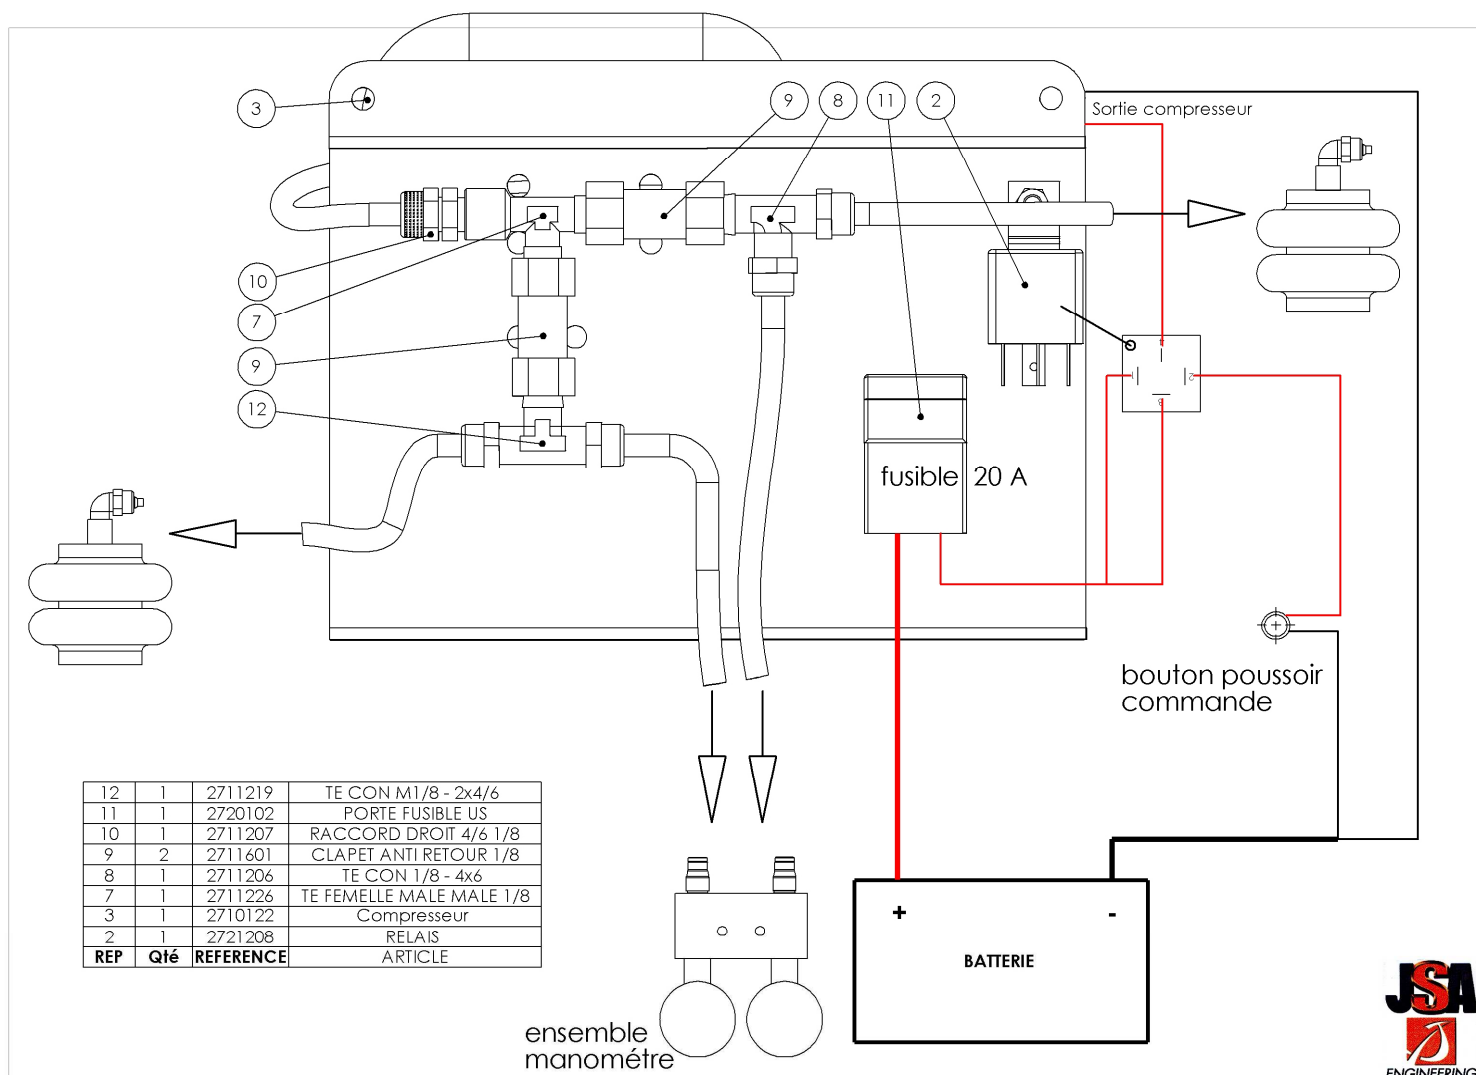 3
9
8
11
2
Sortie compresseur
10
7
9
12
1
2
fusible 20 A
bouton poussoir
commande
12 1 2711219 TE CON M1/8 - 2x4/6
11 1 2720102 PORTE FUSIBLE US
10 1 2711207 RACCORD DROIT 4/6 1/8
9 2 2711601 CLAPET ANTI RETOUR 1/8
8 1 2711206 TE CON 1/8 - 4x6
7 1 2711226 TE FEMELLE MALE MALE 1/8
3 1 2710122 Compresseur
2 1 2721208 RELAIS
REP Qté REFERENCE ARTICLE
+ -
BATTERIE
ensemble
manométre
JSA
ENGINEERING